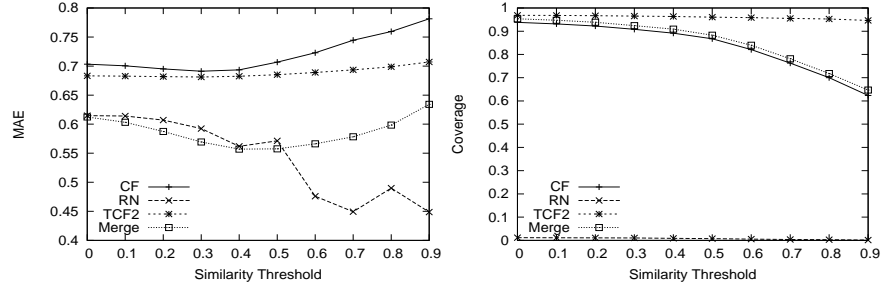 0.8
0.75
0.7
0.65
0.6
0.55
0.5
0.45
0.4
MAE
0 0.1 0.2 0.3 0.4 0.5 0.6 0.7 0.8 0.9
Similarity Threshold
CF
RN
TCF2
Merge
1
0.9
0.8
0.7
0.6
0.5
0.4
0.3
0.2
0.1
0
Coverage
0 0.1 0.2 0.3 0.4 0.5 0.6 0.7 0.8 0.9
Similarity Threshold
CF
RN
TCF2
Merge